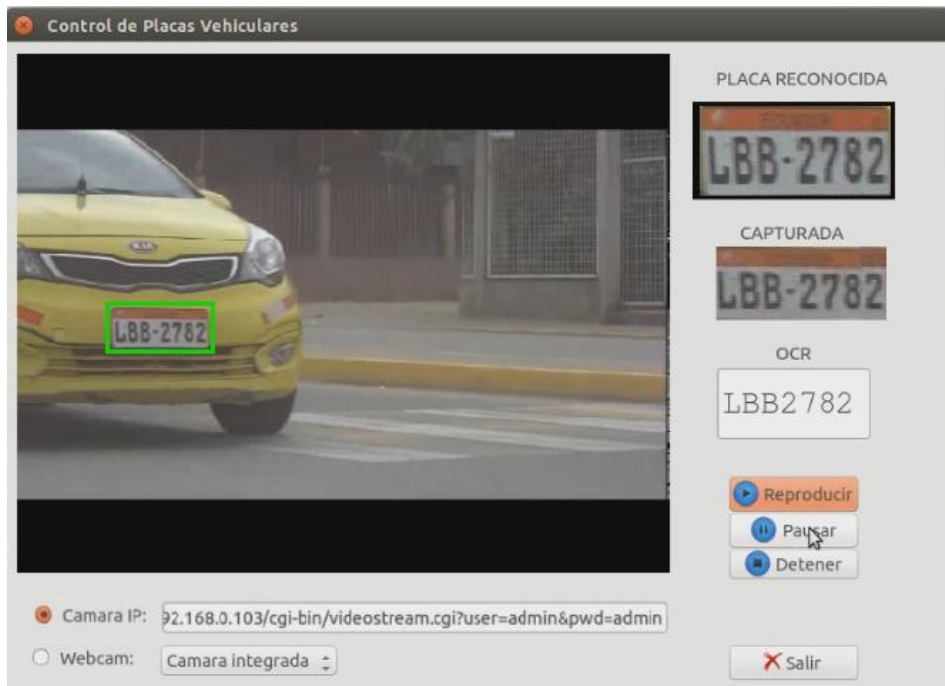 Control de Placas Vehiculares
PLACA RECONOCIDA
ECUADOR
LBB-2782
CAPTURADA
LBB-2782
OCR
LBB2782
KIA
LBB-2782
Reproducir
Pausar
Detener
Camara IP: 92.168.0.103/cgi-bin/videostream.cgi?user=admin&pwd=admin
Webcam: Camara integrada
Salir